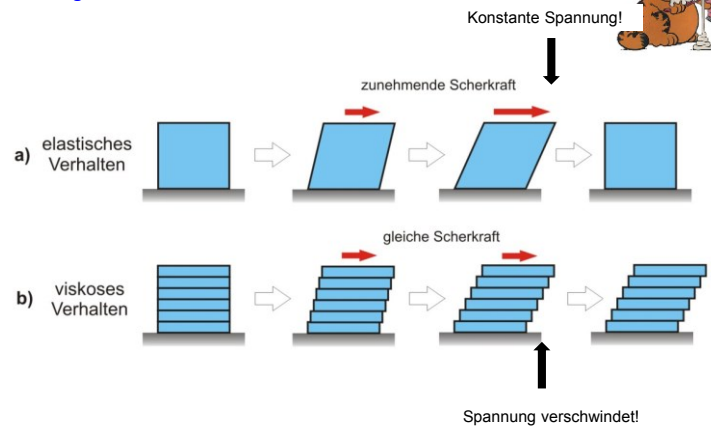 Konstante Spannung!
zunehmende Scherkraft
a) elastisches
Verhalten
gleiche Scherkraft
b) viskoses
Verhalten
Spannung verschwindet!